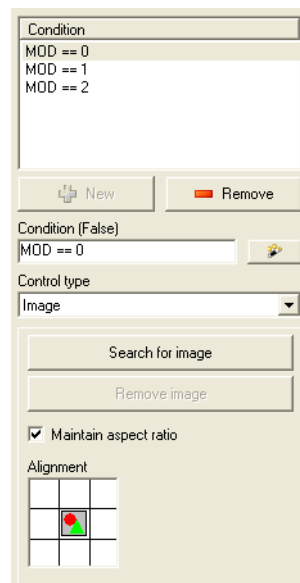 Condition
MOD == 0
MOD == 1
MOD == 2
New
Remove
Condition (False)
MOD == 0
Control type
Image
Search for image
Remove image
Maintain aspect ratio
Alignment